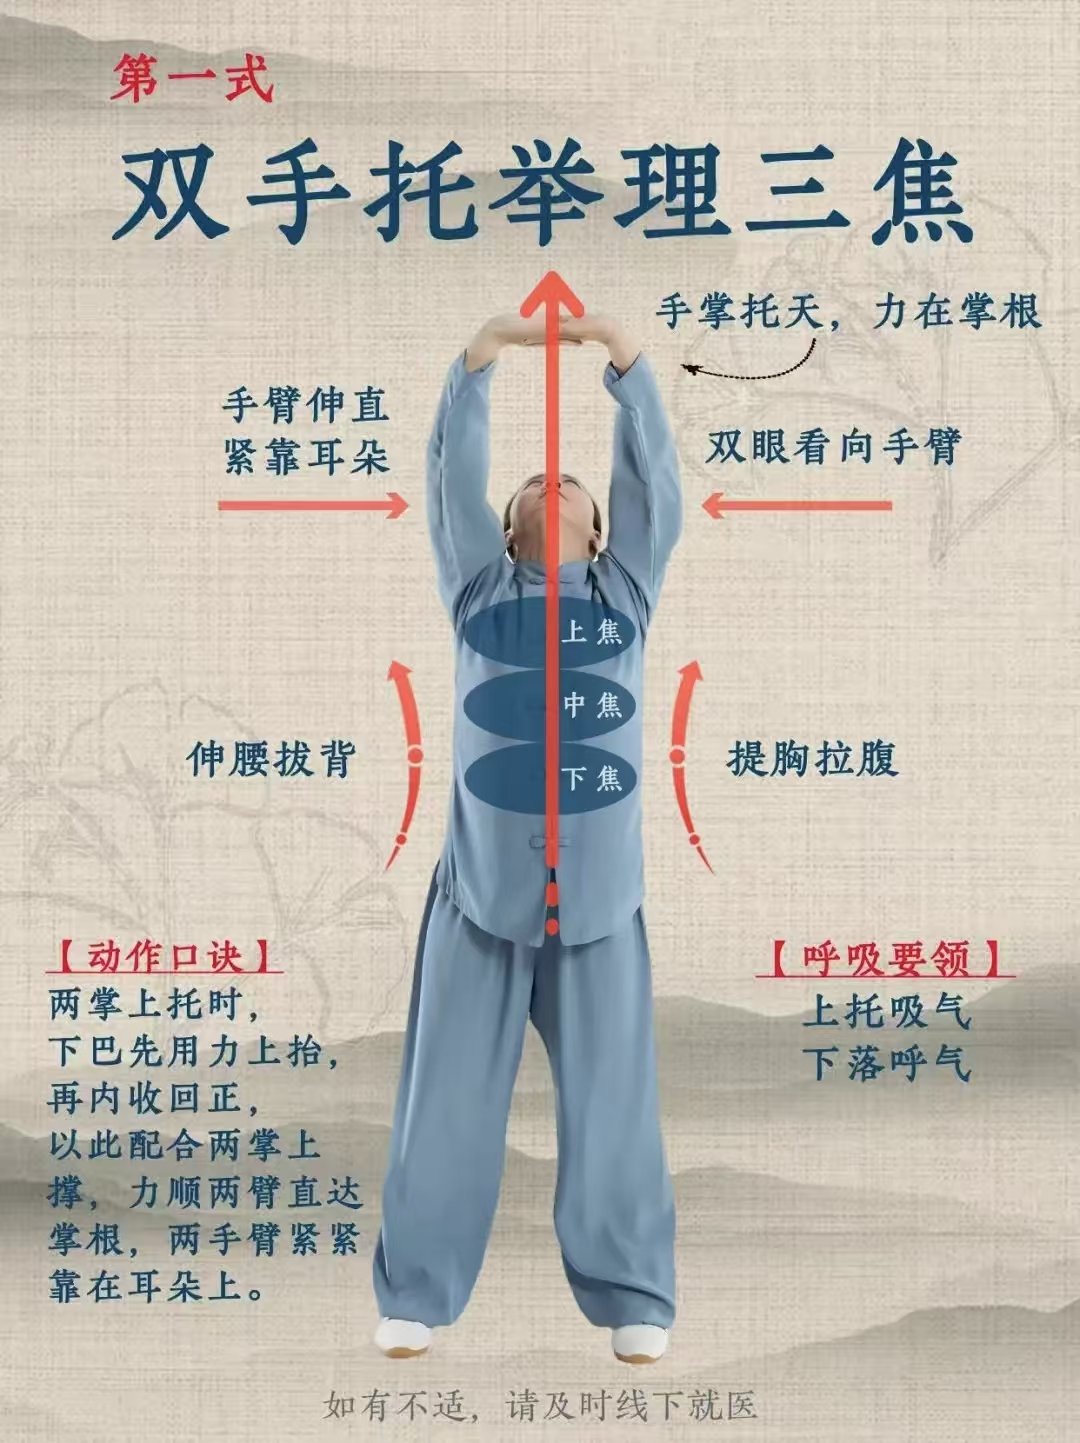 第一式
双手托举理三焦
手掌托天，力在掌根
手臂伸直
紧靠耳朵
双眼看向手臂
上焦
中焦
下焦
伸腰拔背
提胸拉腹
【动作口诀】
两掌上托时，
下巴先用力上抬，
再内收回正，
以此配合两掌上
撑，力顺两臂直达
掌根，两手臂紧紧
靠在耳朵上。
【呼吸要领】
上托吸气
下落呼气
如有不适，请及时线下就医